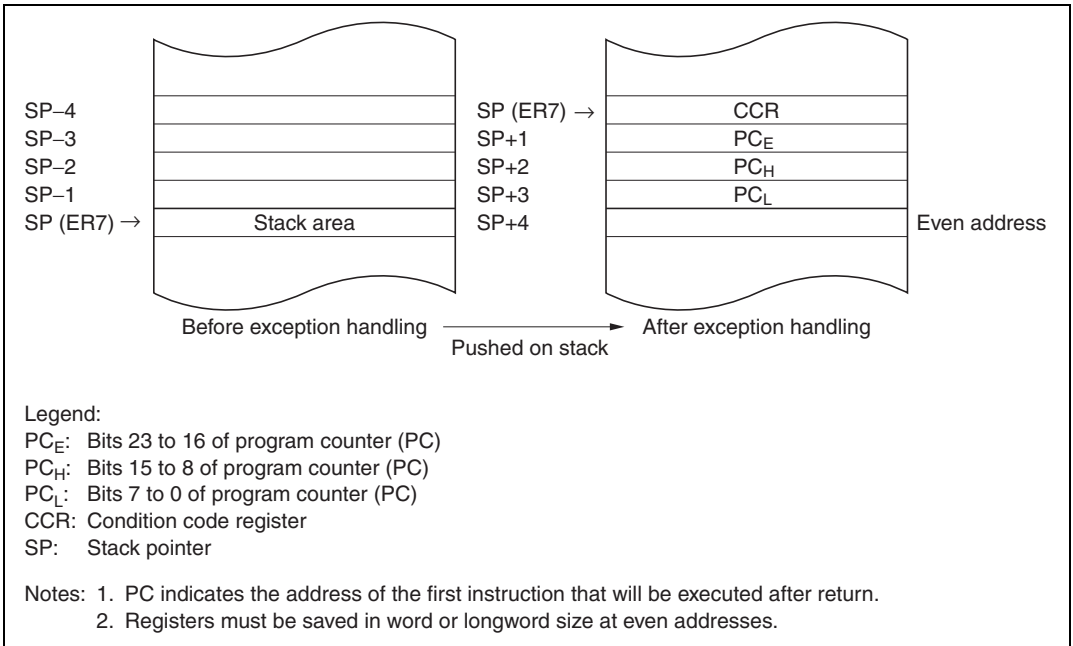 SP–4
SP–3
SP–2
SP–1
SP (ER7) →
Stack area
SP (ER7) →
SP+1
SP+2
SP+3
SP+4
CCR
PCE
PCH
PCL
Even address
Before exception handling
Pushed on stack
After exception handling
Legend:
PCE: Bits 23 to 16 of program counter (PC)
PCH: Bits 15 to 8 of program counter (PC)
PCL: Bits 7 to 0 of program counter (PC)
CCR: Condition code register
SP: Stack pointer
Notes: 1. PC indicates the address of the first instruction that will be executed after return.
2. Registers must be saved in word or longword size at even addresses.